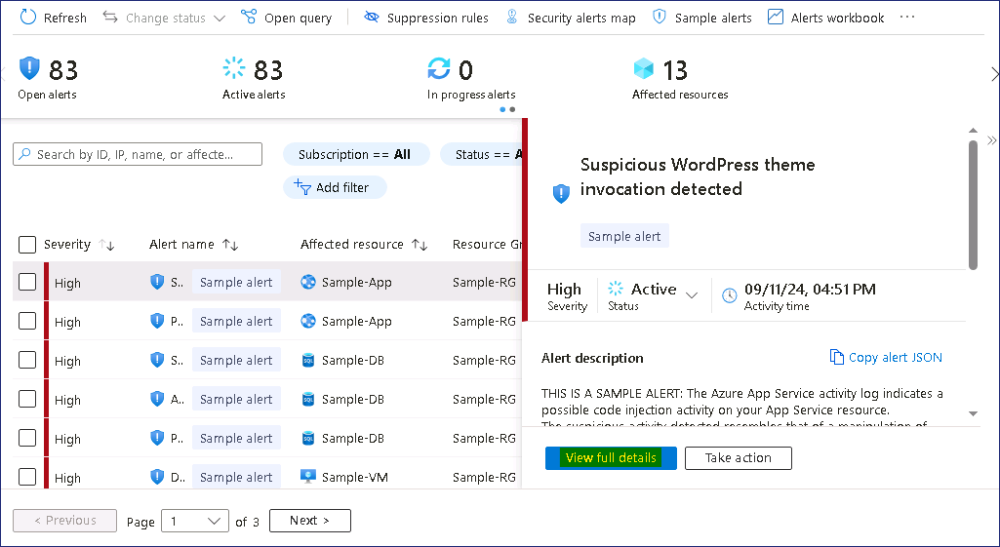 Refresh Change status Open query Suppression rules Security alerts map Sample alerts Alerts workbook ...
83 83 0 13
Open alerts Active alerts In progress alerts Affected resources
Search by ID, IP, name, or affecte... Subscription == All Status == A
Add filter
Severity Alert name Affected resource Resource Gr
High S.. Sample alert Sample-App Sample-RG
High P.. Sample alert Sample-App Sample-RG
High S.. Sample alert Sample-DB Sample-RG
High A.. Sample alert Sample-DB Sample-RG
High P.. Sample alert Sample-DB Sample-RG
High D.. Sample alert Sample-VM Sample-RG
Suspicious WordPress theme
invocation detected
Sample alert
High Active 09/11/24, 04:51 PM
Severity Status Activity time
Alert description Copy alert JSON
THIS IS A SAMPLE ALERT: The Azure App Service activity log indicates a
possible code injection activity on your App Service resource.
The suspicious activity detected resembles that of a manipulation of
View full details Take action
< Previous Page 1 of 3 Next >